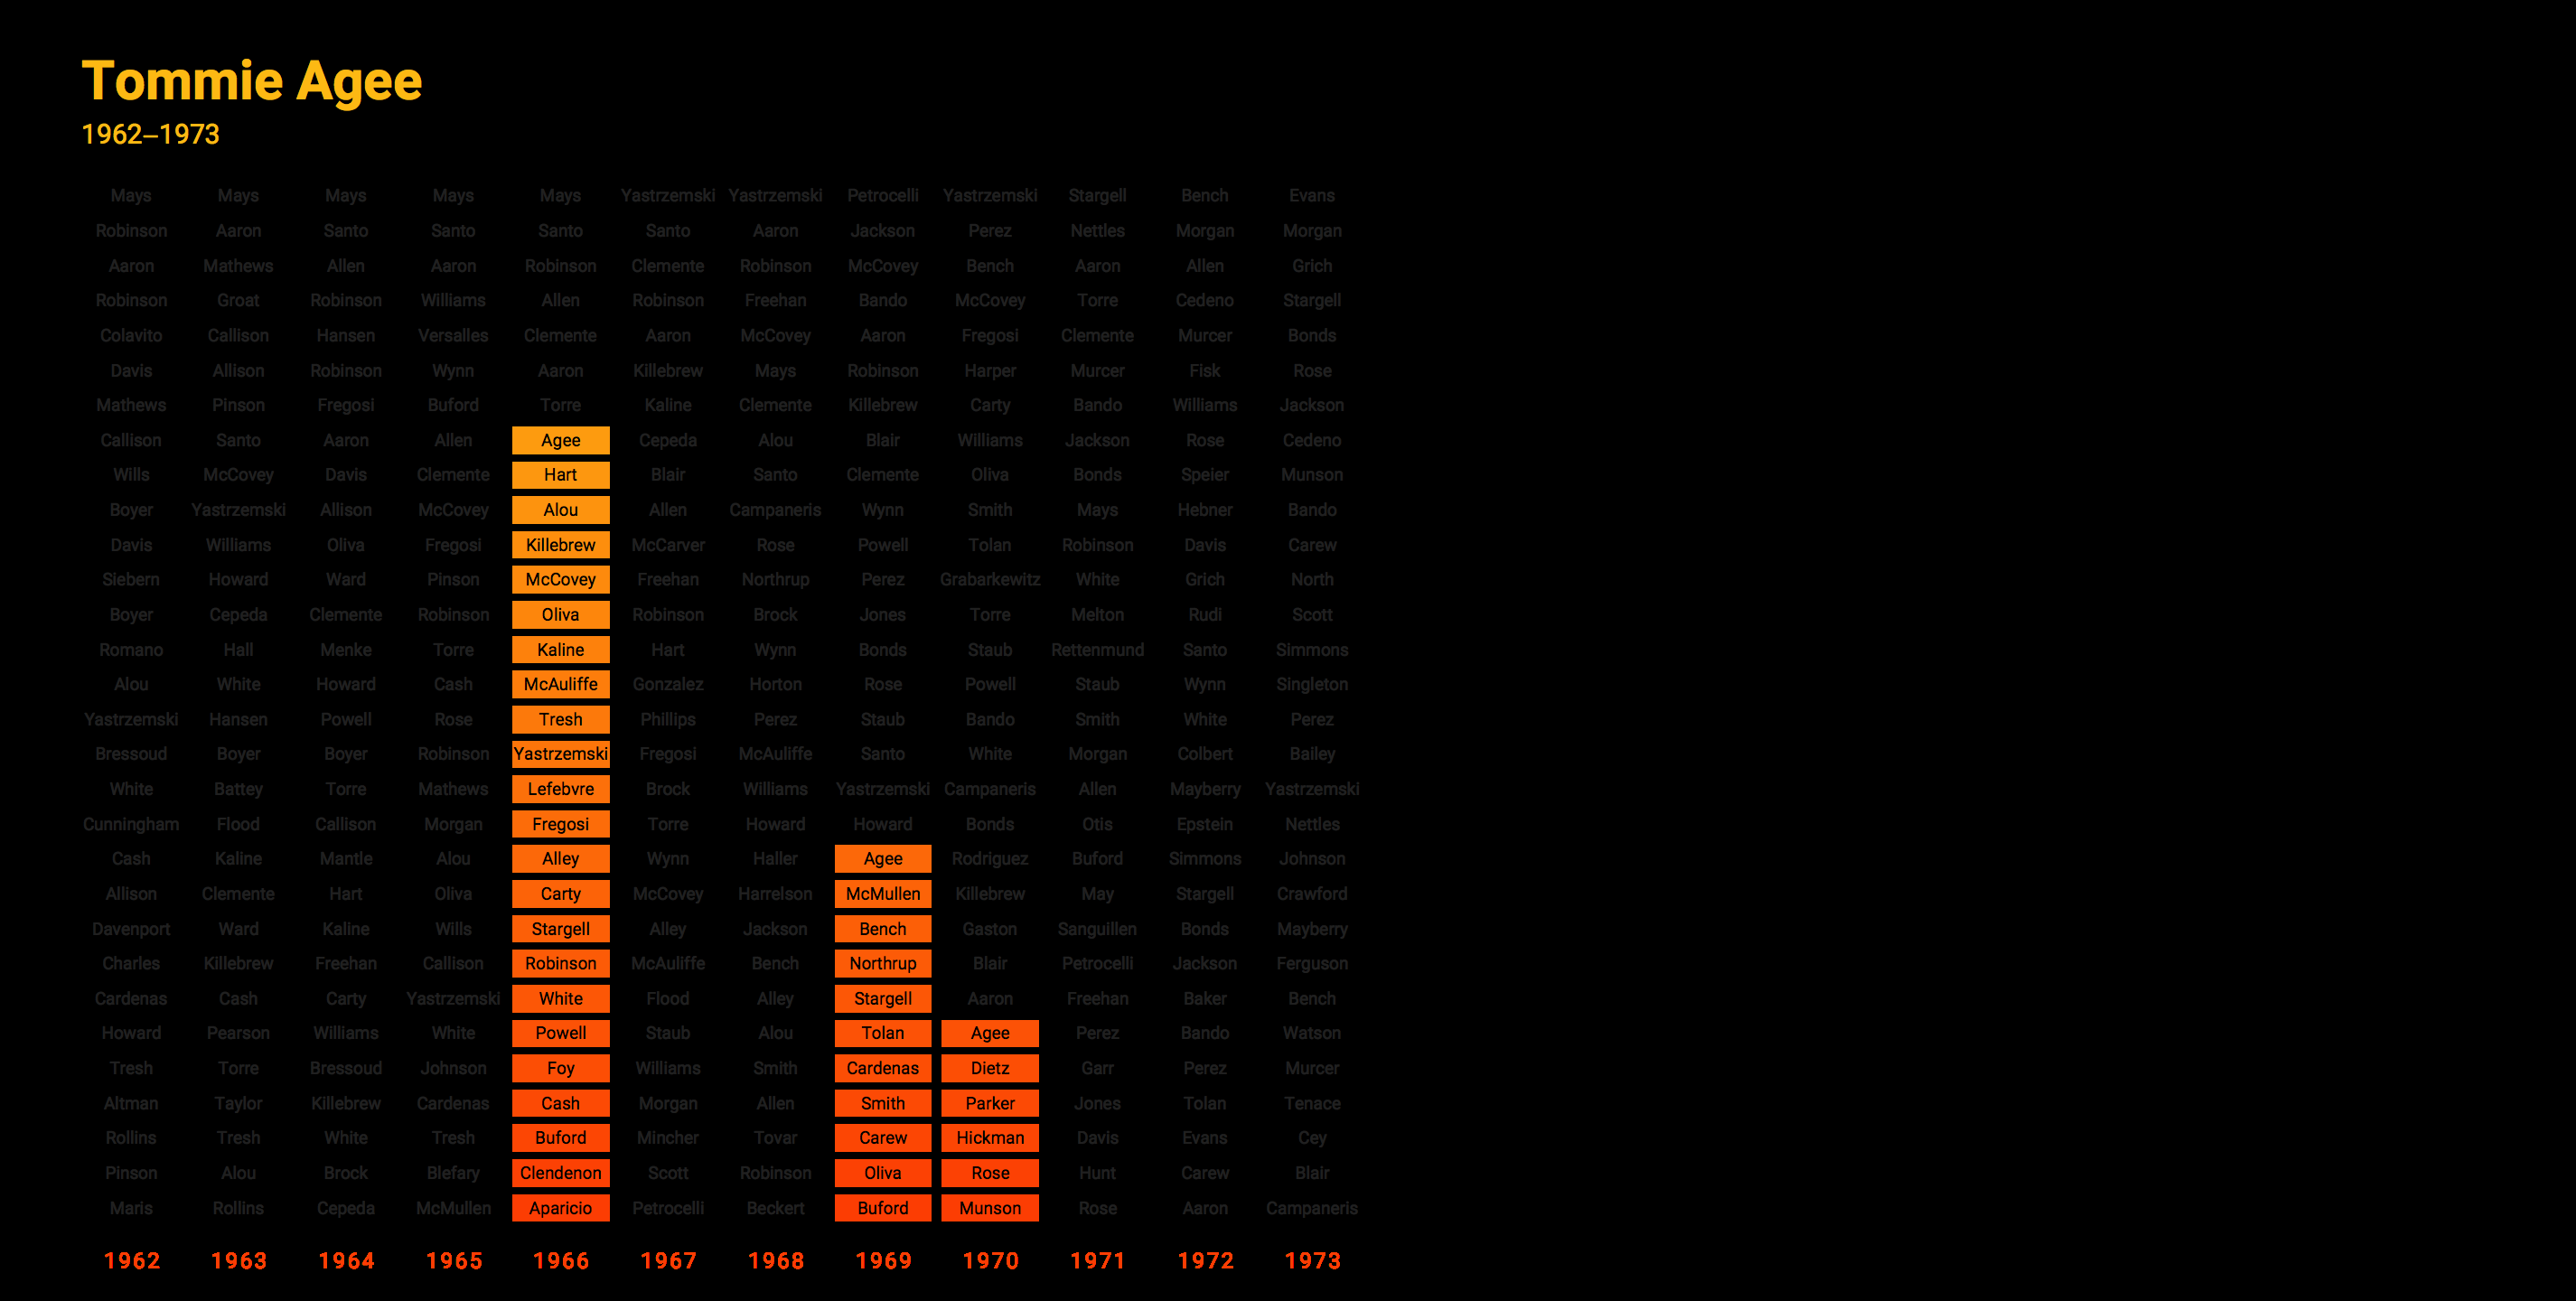 Tommie Agee
1962–1973
Mays Mays Mays Mays Mays Yastrzemski Yastrzemski Petrocelli Yastrzemski Stargell Bench Evans
Robinson Aaron Santo Santo Santo Santo Aaron Jackson Perez Nettles Morgan Morgan
Aaron Mathews Allen Aaron Robinson Clemente Robinson McCovey Bench Aaron Allen Grich
Robinson Groat Robinson Williams Allen Robinson Freehan Bando McCovey Torre Cedeno Stargell
Colavito Callison Hansen Versalles Clemente Aaron McCovey Aaron Fregosi Clemente Murcer Bonds
Davis Allison Robinson Wynn Aaron Killebrew Mays Robinson Harper Murcer Fisk Rose
Mathews Pinson Fregosi Buford Torre Kaline Clemente Killebrew Carty Bando Williams Jackson
Callison Santo Aaron Allen Agee Cepeda Alou Blair Williams Jackson Rose Cedeno
Wills McCovey Davis Clemente Hart Blair Santo Clemente Oliva Bonds Speier Munson
Boyer Yastrzemski Allison McCovey Alou Allen Campaneris Wynn Smith Mays Hebner Bando
Davis Williams Oliva Fregosi Killebrew McCarver Rose Powell Tolan Robinson Davis Carew
Siebern Howard Ward Pinson McCovey Freehan Northrup Perez Grabarkewitz White Grich North
Boyer Cepeda Clemente Robinson Oliva Robinson Brock Jones Torre Melton Rudi Scott
Romano Hall Menke Torre Kaline Hart Wynn Bonds Staub Rettenmund Santo Simmons
Alou White Howard Cash McAuliffe Gonzalez Horton Rose Powell Staub Wynn Singleton
Yastrzemski Hansen Powell Rose Tresh Phillips Perez Staub Bando Smith White Perez
Bressoud Boyer Boyer Robinson Yastrzemski Fregosi McAuliffe Santo White Morgan Colbert Bailey
White Battey Torre Mathews Lefebvre Brock Williams Yastrzemski Campaneris Allen Mayberry Yastrzemski
Cunningham Flood Callison Morgan Fregosi Torre Howard Howard Bonds Otis Epstein Nettles
Cash Kaline Mantle Alou Alley Wynn Haller Agee Rodriguez Buford Simmons Johnson
Allison Clemente Hart Oliva Carty McCovey Harrelson McMullen Killebrew May Stargell Crawford
Davenport Ward Kaline Wills Stargell Alley Jackson Bench Gaston Sanguillen Bonds Mayberry
Charles Killebrew Freehan Callison Robinson McAuliffe Bench Northrup Blair Petrocelli Jackson Ferguson
Cardenas Cash Carty Yastrzemski White Flood Alley Stargell Aaron Freehan Baker Bench
Howard Pearson Williams White Powell Staub Alou Tolan Agee Perez Bando Watson
Tresh Torre Bressoud Johnson Foy Williams Smith Cardenas Dietz Garr Perez Murcer
Altman Taylor Killebrew Cardenas Cash Morgan Allen Smith Parker Jones Tolan Tenace
Rollins Tresh White Tresh Buford Mincher Tovar Carew Hickman Davis Evans Cey
Pinson Alou Brock Blefary Clendenon Scott Robinson Oliva Rose Hunt Carew Blair
Maris Rollins Cepeda McMullen Aparicio Petrocelli Beckert Buford Munson Rose Aaron Campaneris
1962 1963 1964 1965 1966 1967 1968 1969 1970 1971 1972 1973